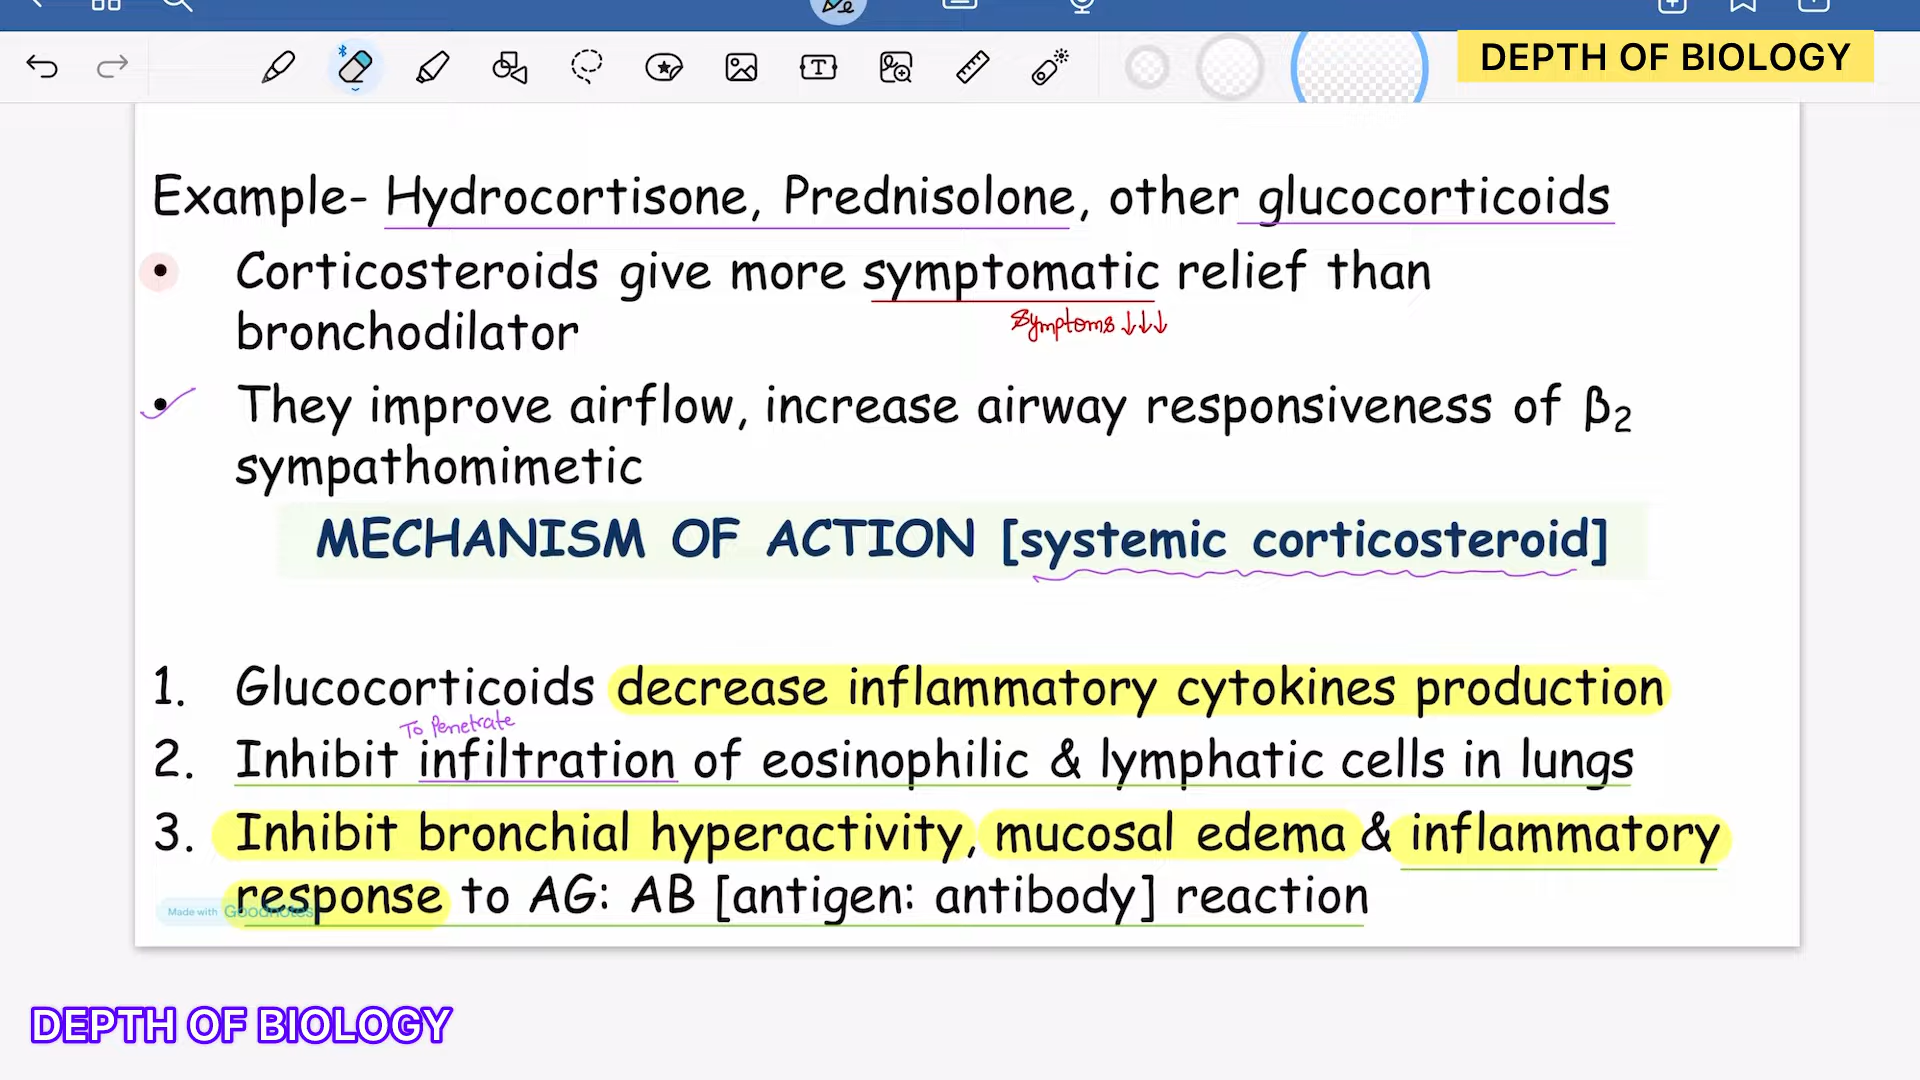 DEPTH OF BIOLOGY
Example- Hydrocortisone, Prednisolone, other glucocorticoids
• Corticosteroids give more symptomatic relief than
bronchodilator
Symptoms ↓↓↓
• They improve airflow, increase airway responsiveness of β₂
sympathomimetic
MECHANISM OF ACTION [systemic corticosteroid]
1. Glucocorticoids decrease inflammatory cytokines production
To Penetrate
2. Inhibit infiltration of eosinophilic & lymphatic cells in lungs
3. Inhibit bronchial hyperactivity, mucosal edema & inflammatory
response to AG: AB [antigen: antibody] reaction
Made with Goodnotes
DEPTH OF BIOLOGY